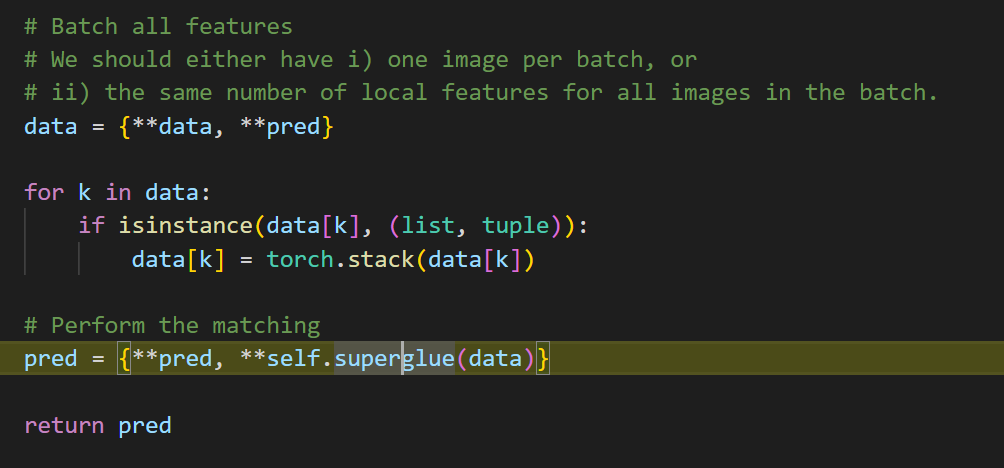 # Batch all features
# We should either have i) one image per batch, or
# ii) the same number of local features for all images in the batch.
data = {**data, **pred}
for k in data:
    if isinstance(data[k], (list, tuple)):
        data[k] = torch.stack(data[k])
# Perform the matching
pred = {**pred, **self.superglue(data)}
return pred